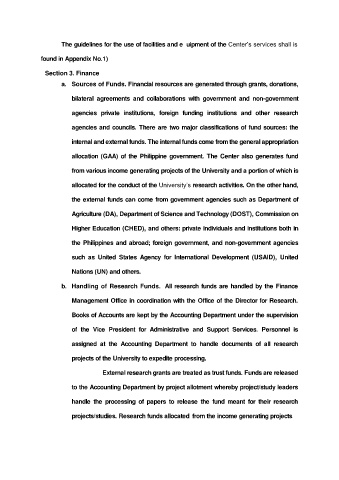 The guidelines for the use of facilities and e uipment of the Center's services shall is
found in Appendix No.1)
Section 3. Finance
a. Sources of Funds. Financial resources are generated through grants, donations,
bilateral agreements and collaborations with government and non-government
agencies private institutions, foreign funding institutions and other research
agencies and councils. There are two major classifications of fund sources: the
internal and external funds. The internal funds come from the general appropriation
allocation (GAA) of the Philippine government. The Center also generates fund
from various income generating projects of the University and a portion of which is
allocated for the conduct of the University's research activities. On the other hand,
the external funds can come from government agencies such as Department of
Agriculture (DA), Department of Science and Technology (DOST), Commission on
Higher Education (CHED), and others: private individuals and institutions both in
the Philippines and abroad; foreign government, and non-government agencies
such as United States Agency for International Development (USAID), United
Nations (UN) and others.
b. Handling of Research Funds. All research funds are handled by the Finance
Management Office in coordination with the Office of the Director for Research.
Books of Accounts are kept by the Accounting Department under the supervision
of the Vice President for Administrative and Support Services. Personnel is
assigned at the Accounting Department to handle documents of all research
projects of the University to expedite processing.
External research grants are treated as trust funds. Funds are released
to the Accounting Department by project allotment whereby project/study leaders
handle the processing of papers to release the fund meant for their research
projects/studies. Research funds allocated from the income generating projects